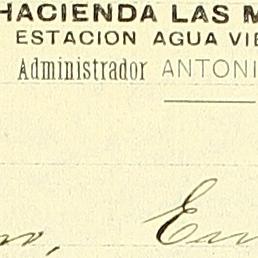 HACIENDA LAS M
ESTACION AGUA VIE
Administrador ANTONI